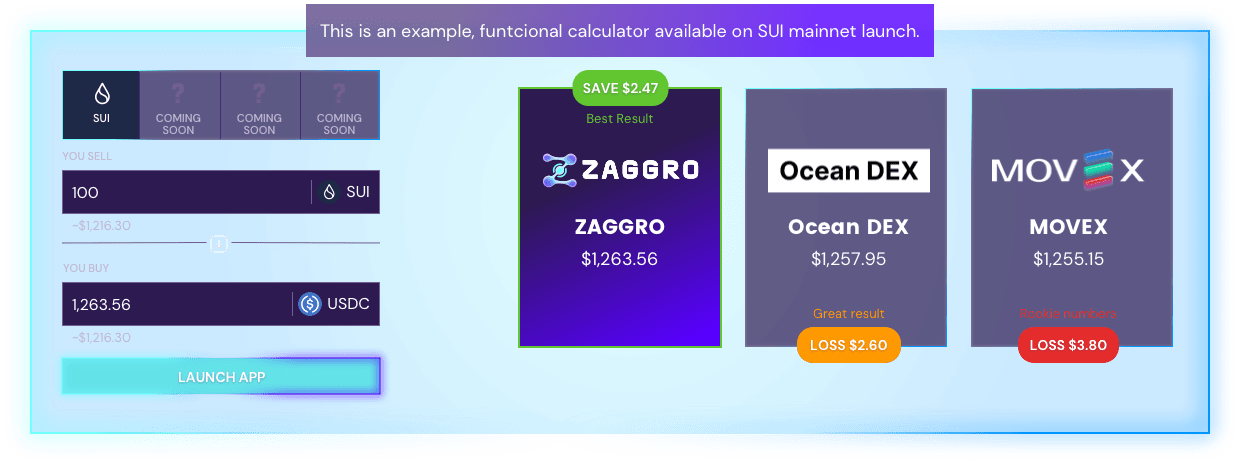 This is an example, funtcional calculator available on SUI mainnet launch.
SUI
?
COMING
SOON
?
COMING
SOON
?
COMING
SOON
YOU SELL
100
SUI
~$1,216.30
YOU BUY
1,263.56
USDC
~$1,216.30
LAUNCH APP
SAVE $2.47
Best Result
ZAGGRO
ZAGGRO
$1,263.56
Ocean DEX
Ocean DEX
$1,257.95
Great result
LOSS $2.60
MOVEX
MOVEX
$1,255.15
Rookie numbers
LOSS $3.80